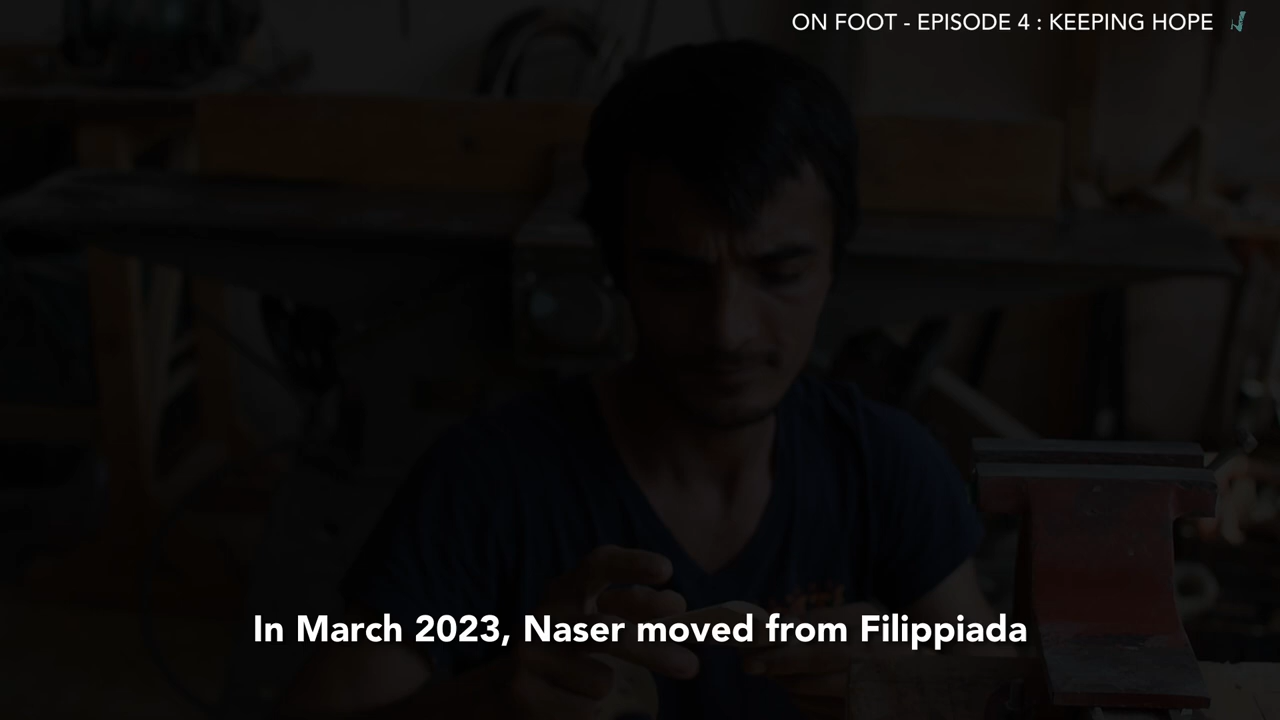 ON FOOT - EPISODE 4 : KEEPING HOPE
In March 2023, Naser moved from Filippiada